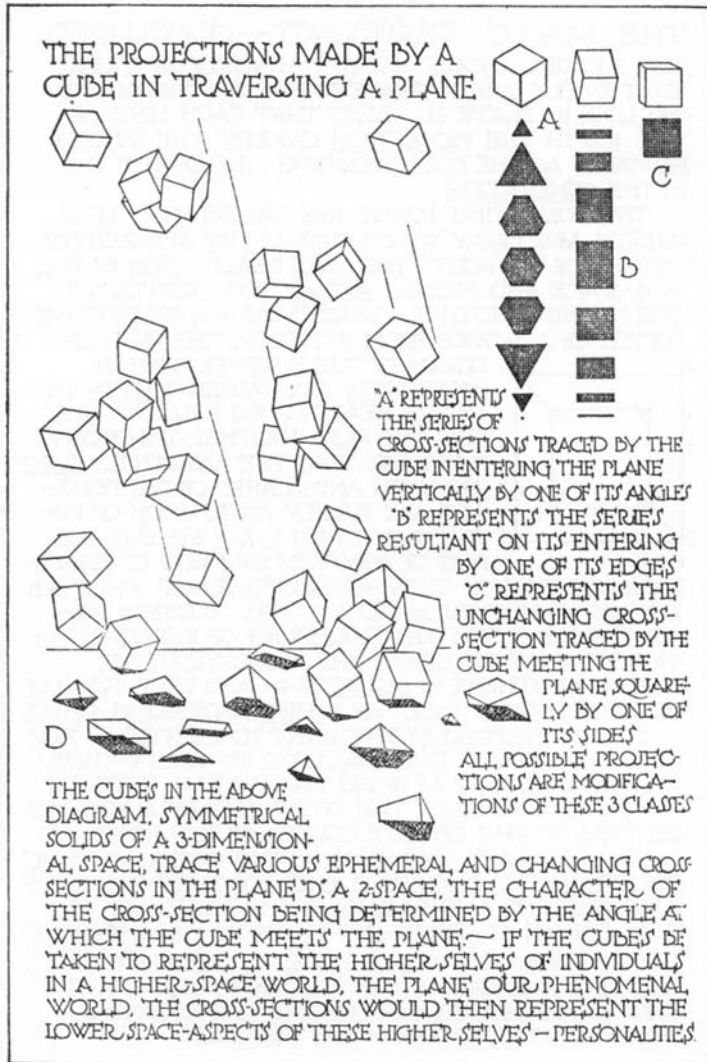 THE PROJECTIONS MADE BY A
CUBE IN TRAVERSING A PLANE
A
C
B
"A" REPRESENTS
THE SERIES OF
CROSS-SECTIONS TRACED BY THE
CUBE IN ENTERING THE PLANE
VERTICALLY BY ONE OF ITS ANGLES
"B" REPRESENTS THE SERIES
RESULTANT ON ITS ENTERING
BY ONE OF ITS EDGES
"C" REPRESENTS THE
UNCHANGING CROSS-
SECTION TRACED BY THE
CUBE MEETING THE
PLANE SQUARE-
LY BY ONE OF
ITS SIDES
ALL POSSIBLE PROJEC-
TIONS ARE MODIFICA-
TIONS OF THESE 3 CLASSES
D
THE CUBES IN THE ABOVE
DIAGRAM, SYMMETRICAL
SOLIDS OF A 3-DIMENSION-
AL SPACE, TRACE VARIOUS EPHEMERAL AND CHANGING CROSS-
SECTIONS IN THE PLANE "D", A 2-SPACE, THE CHARACTER OF
THE CROSS-SECTION BEING DETERMINED BY THE ANGLE AT
WHICH THE CUBE MEETS THE PLANE — IF THE CUBES BE
TAKEN TO REPRESENT THE HIGHER SELVES OF INDIVIDUALS
IN A HIGHER-SPACE WORLD, THE PLANE OUR PHENOMENAL
WORLD, THE CROSS-SECTIONS WOULD THEN REPRESENT THE
LOWER SPACE-ASPECTS OF THESE HIGHER SELVES — PERSONALITIES.